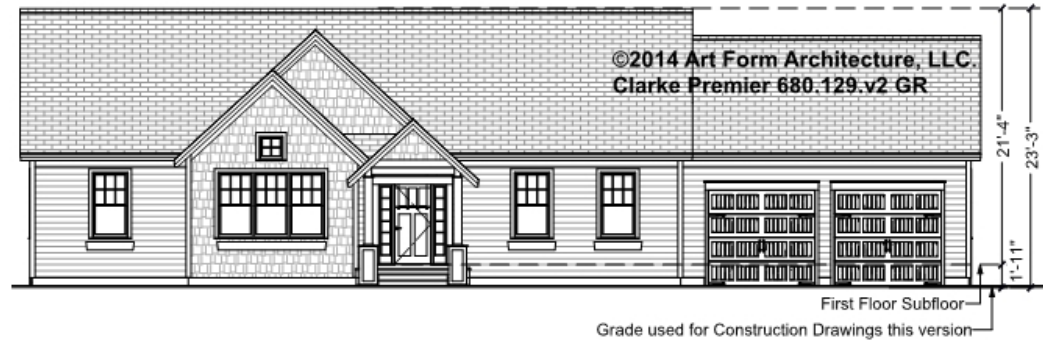 ©2014 Art Form Architecture, LLC.
Clarke Premier 680.129.v2 GR
21'-4"
23'-3"
1'-11"
First Floor Subfloor
Grade used for Construction Drawings this version